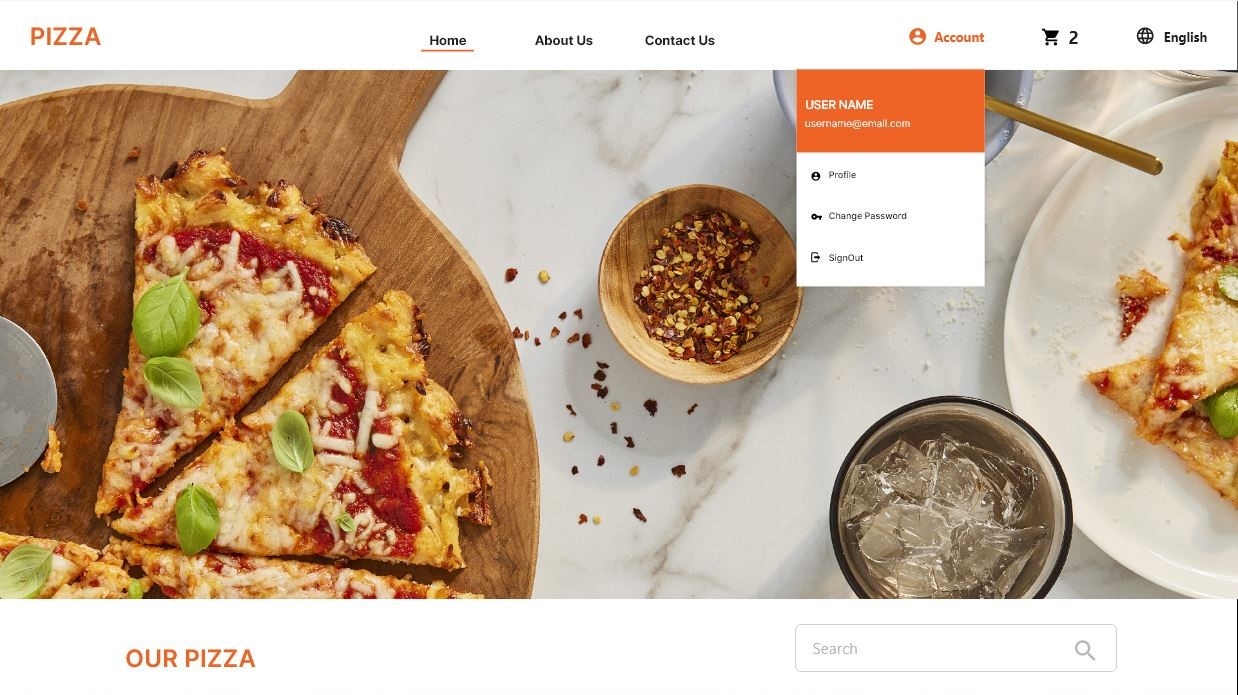 PIZZA
Home
About Us
Contact Us
Account
2
English
USER NAME
username@email.com
Profile
Change Password
SignOut
OUR PIZZA
Search